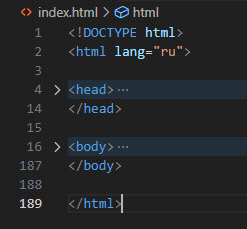 index.html > html
1 <!DOCTYPE html>
2 <html lang="ru">
3
4 > <head>···
14 </head>
15
16 > <body>···
187 </body>
188
189 </html>